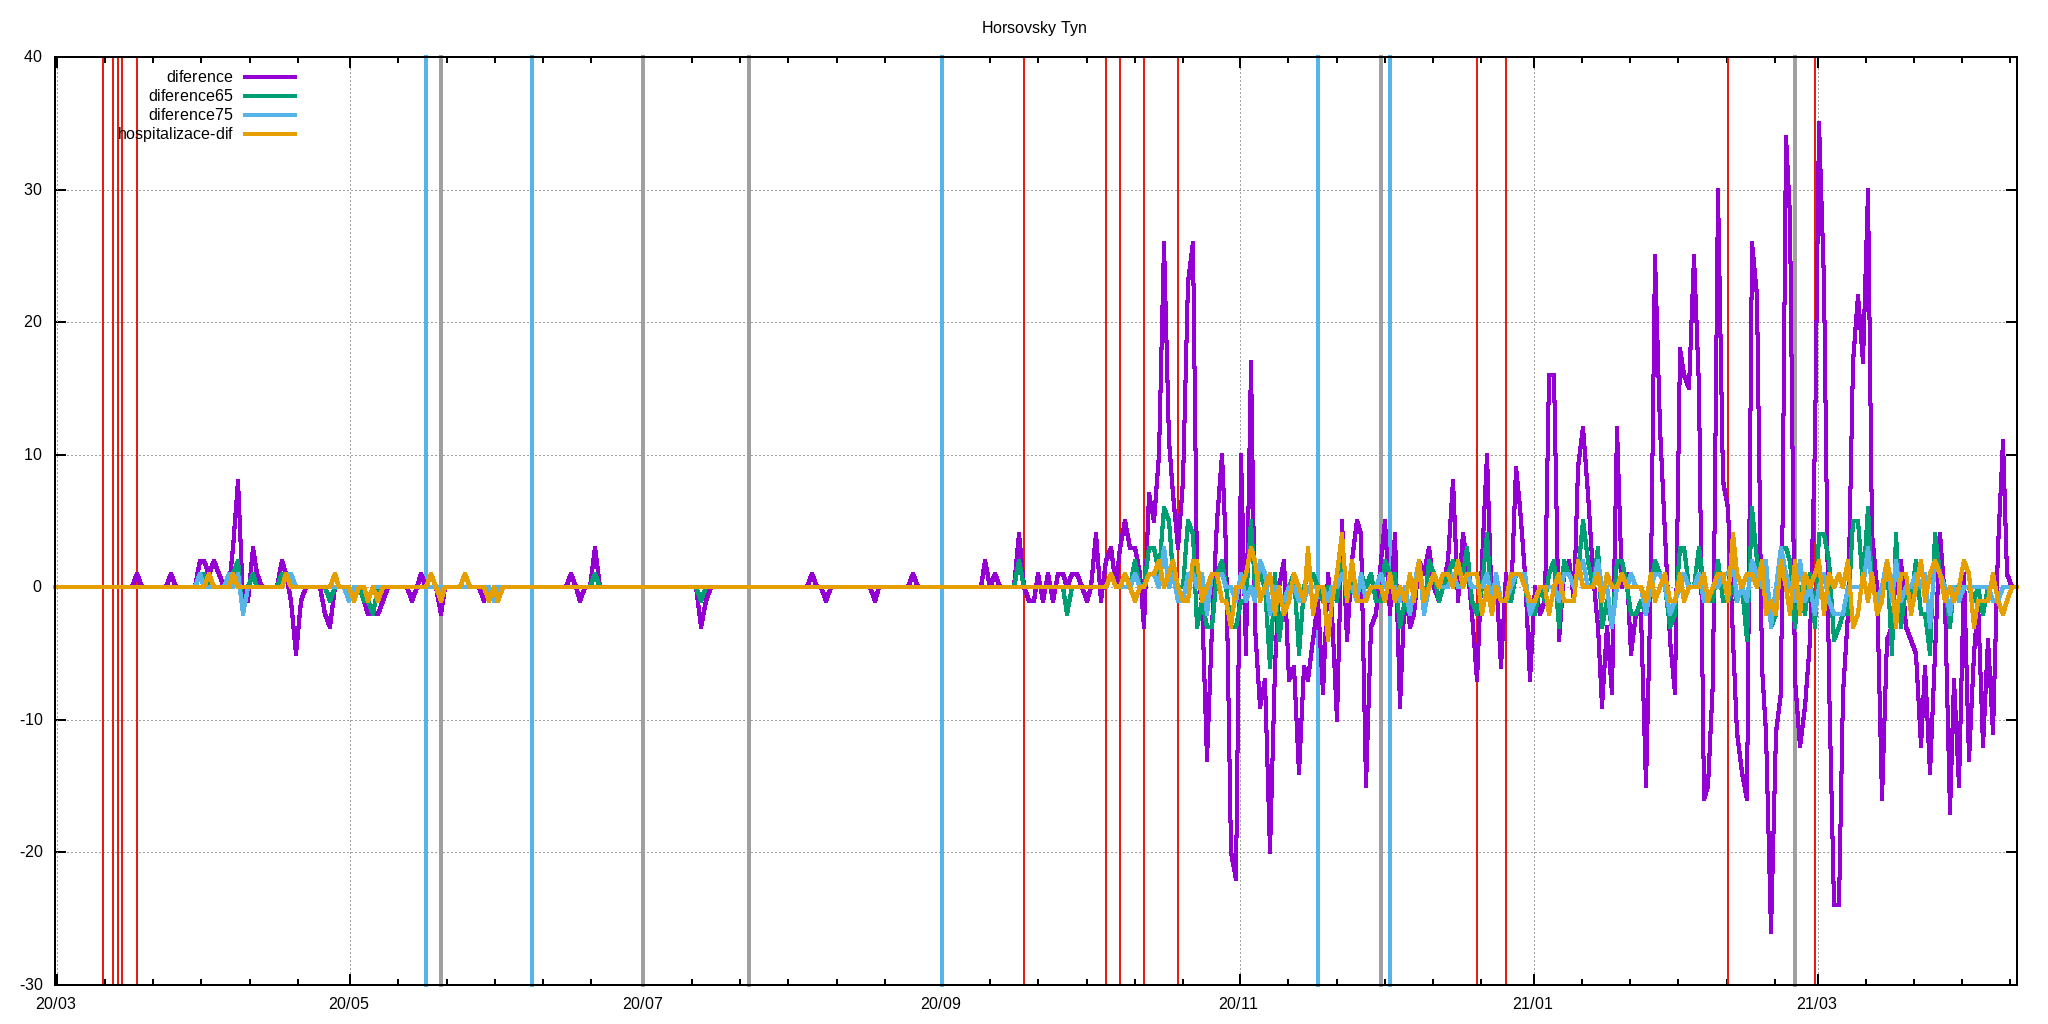 Horsovsky Tyn
40
30
20
10
0
-10
-20
-30
diference
diference65
diference75
hospitalizace-dif
20/03 20/05 20/07 20/09 20/11 21/01 21/03